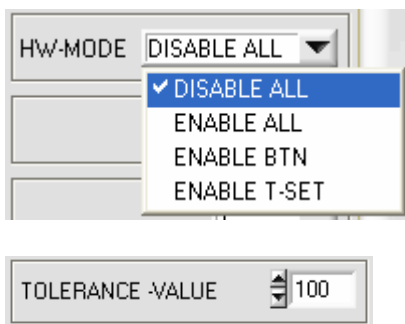 HW-MODE DISABLE ALL
DISABLE ALL
ENABLE ALL
ENABLE BTN
ENABLE T-SET
TOLERANCE -VALUE 100